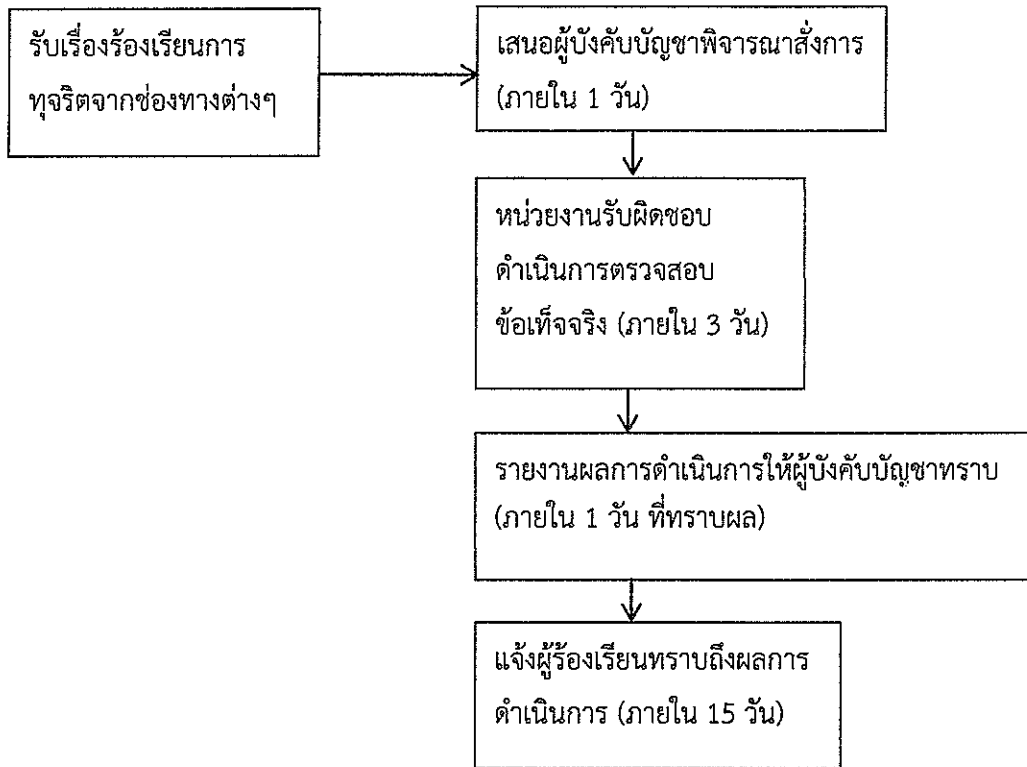 รับเรื่องร้องเรียนการ
ทุจริตจากช่องทางต่างๆ
เสนอผู้บังคับบัญชาพิจารณาสั่งการ
(ภายใน 1 วัน)
หน่วยงานรับผิดชอบ
ดำเนินการตรวจสอบ
ข้อเท็จจริง (ภายใน 3 วัน)
รายงานผลการดำเนินการให้ผู้บังคับบัญชาทราบ
(ภายใน 1 วัน ที่ทราบผล)
แจ้งผู้ร้องเรียนทราบถึงผลการ
ดำเนินการ (ภายใน 15 วัน)